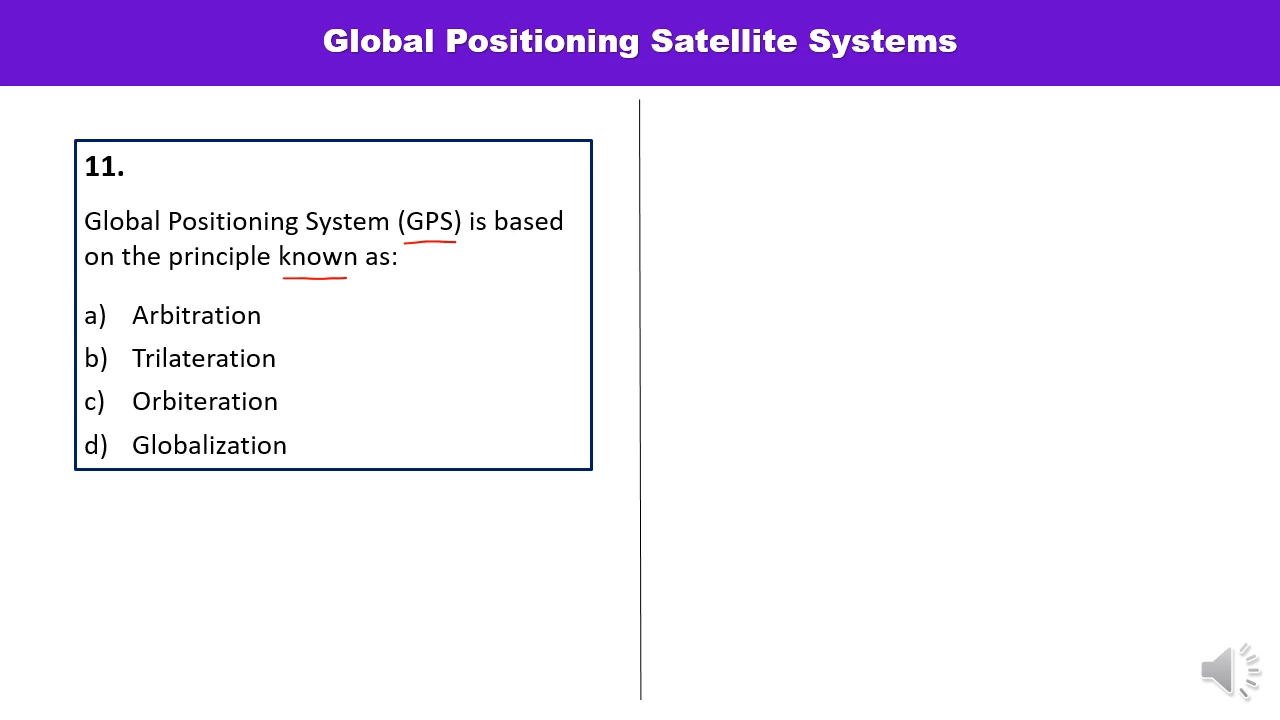 Global Positioning Satellite Systems
11.
Global Positioning System (GPS) is based
on the principle known as:
a) Arbitration
b) Trilateration
c) Orbiteration
d) Globalization